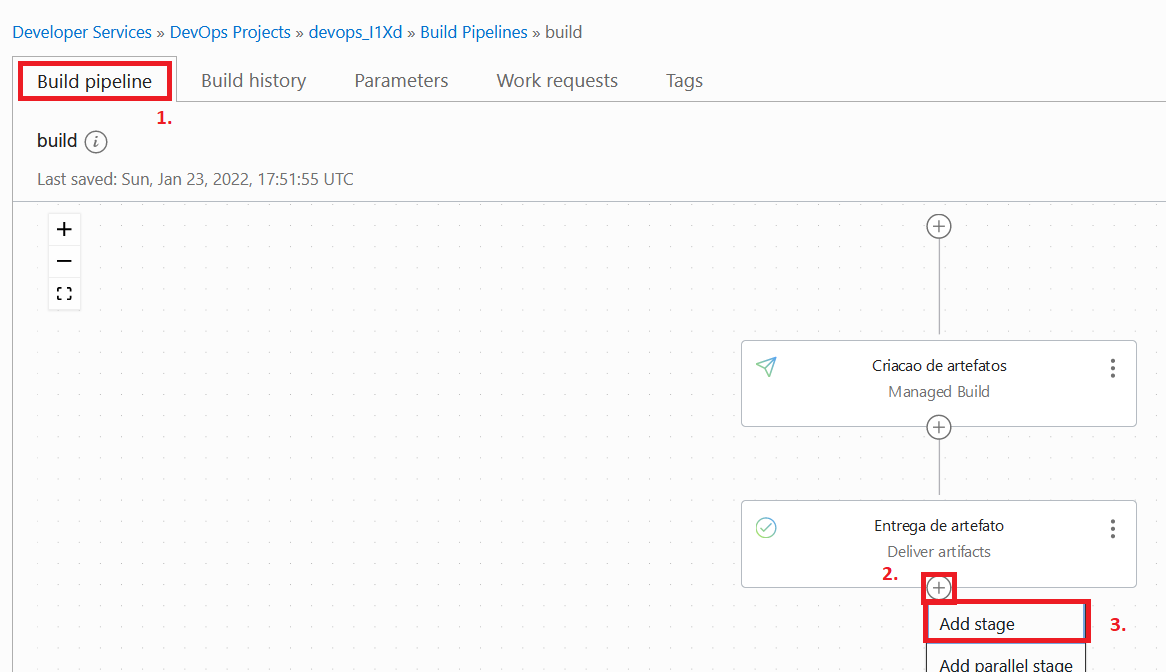 Developer Services » DevOps Projects » devops_I1Xd » Build Pipelines » build
Build pipeline Build history Parameters Work requests Tags
1.
build i
Last saved: Sun, Jan 23, 2022, 17:51:55 UTC
Criacao de artefatos
Managed Build
Entrega de artefato
Deliver artifacts
2.
Add stage 3.
Add parallel stage